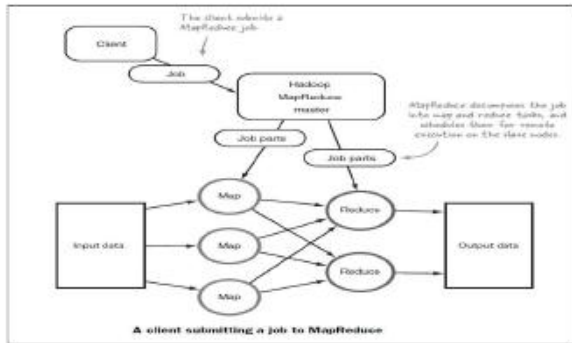 The client submits a
MapReduce job
Client
Job
Hadoop
MapReduce
master
MapReduce decomposes the job
into map and reduce tasks, and
schedules them for remote
execution on the slave nodes.
Job parts
Job parts
Map
Reduce
Input data
Map
Output data
Reduce
Map
A client submitting a job to MapReduce